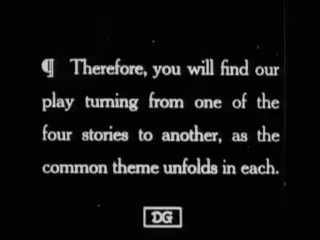 ¶ Therefore, you will find our
play turning from one of the
four stories to another, as the
common theme unfolds in each.
DG